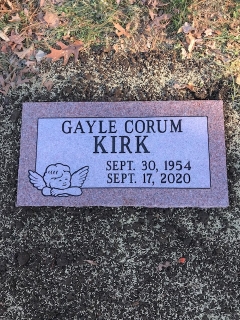 GAYLE CORUM
KIRK
SEPT. 30, 1954
SEPT. 17, 2020